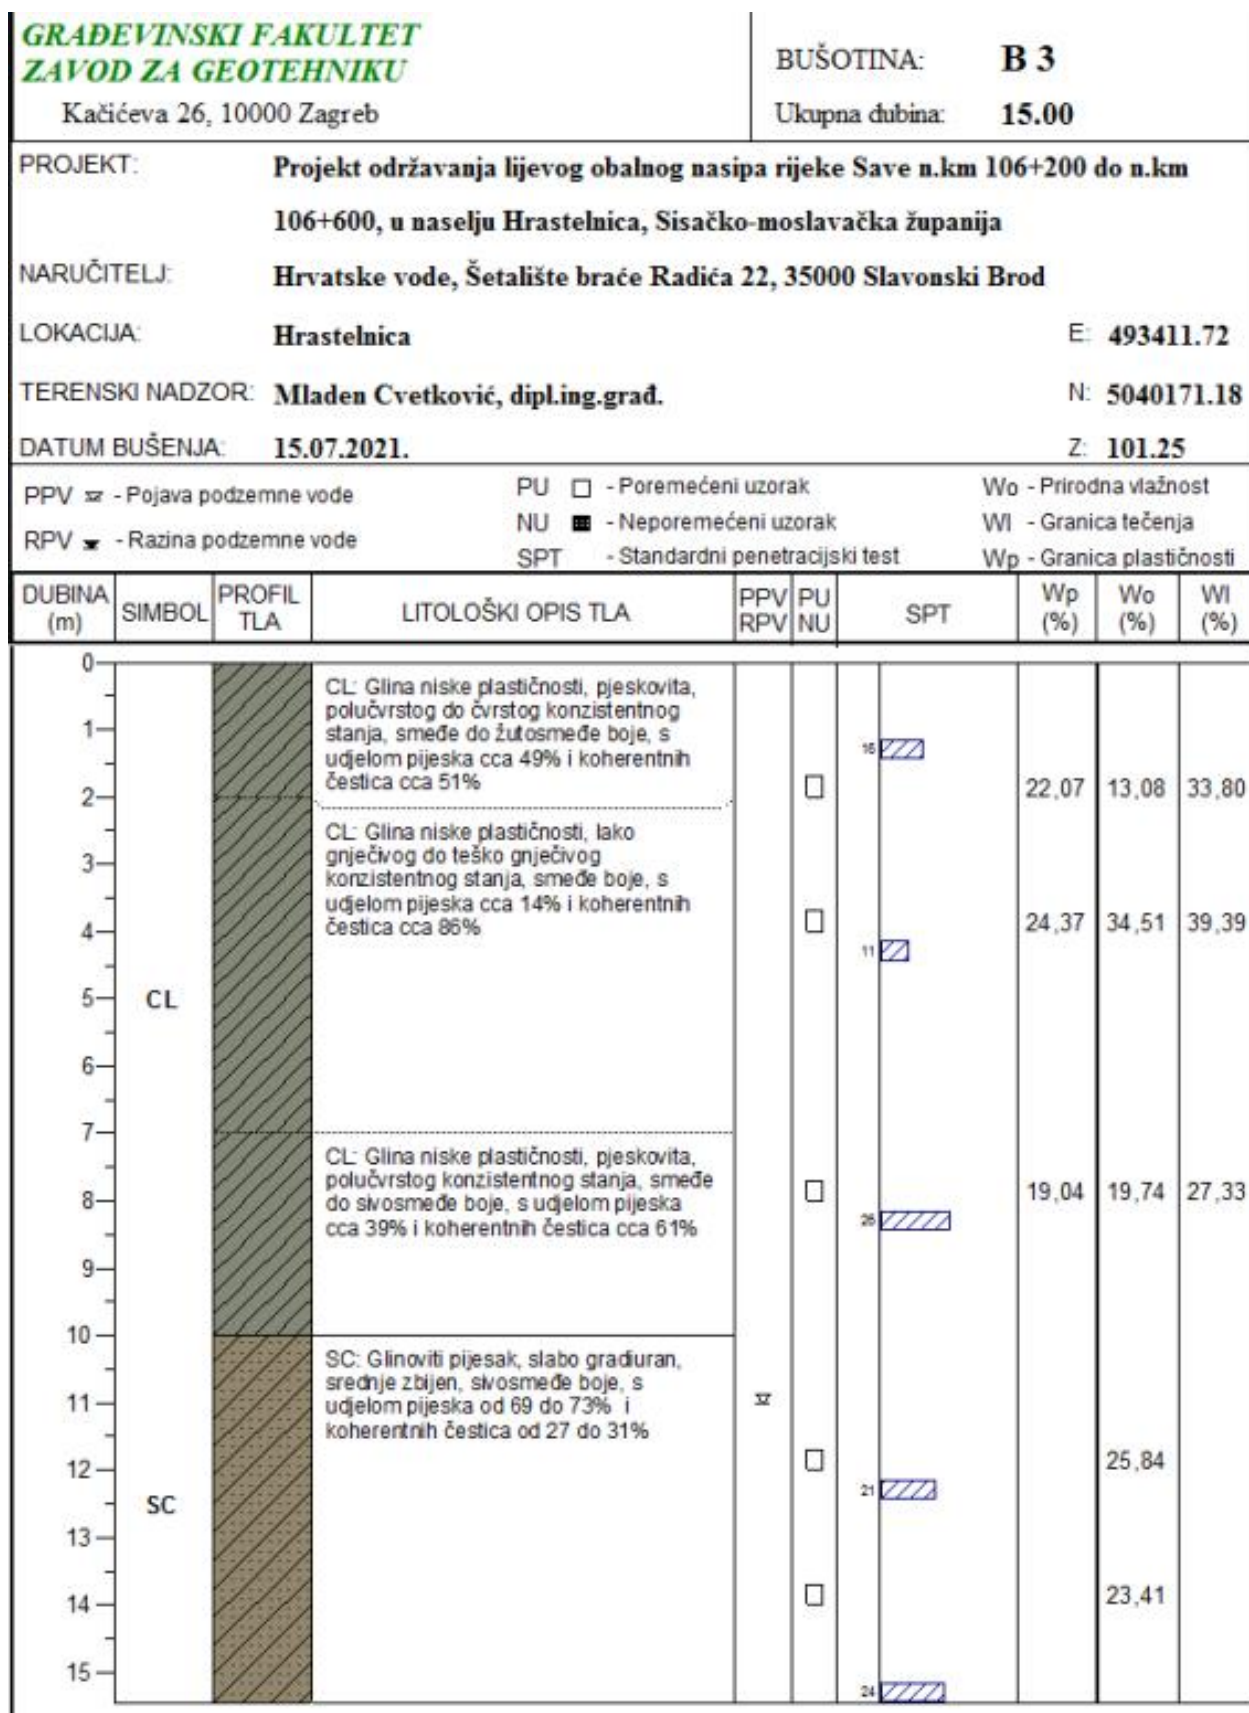 GRAĐEVINSKI FAKULTET
ZAVOD ZA GEOTEHNIKU
Kačićeva 26, 10000 Zagreb
BUŠOTINA: B 3
Ukupna dubina: 15.00
PROJEKT: Projekt održavanja lijevog obalnog nasipa rijeke Save n.km 106+200 do n.km
106+600, u naselju Hrastelnica, Sisačko-moslavačka županija
NARUČITELJ: Hrvatske vode, Šetalište braće Radića 22, 35000 Slavonski Brod
LOKACIJA: Hrastelnica E: 493411.72
TERENSKI NADZOR: Mladen Cvetković, dipl.ing.građ. N: 5040171.18
DATUM BUŠENJA: 15.07.2021. Z: 101.25
PPV - Pojava podzemne vode PU - Poremećeni uzorak Wo - Prirodna vlažnost
NU - Neporemećeni uzorak Wl - Granica tečenja
RPV - Razina podzemne vode SPT - Standardni penetracijski test Wp - Granica plastičnosti
DUBINA (m) SIMBOL PROFIL TLA LITOLOŠKI OPIS TLA PPV RPV PU NU SPT Wp (%) Wo (%) Wl (%)
0
CL: Glina niske plastičnosti, pjeskovita,
polučvrstog do čvrstog konzistentnog
1 stanja, smeđe do žutosmeđe boje, s
udjelom pijeska cca 49% i koherentnih 16
čestica cca 51%
2 22,07 13,08 33,80
CL: Glina niske plastičnosti, lako
3 gnječivog do teško gnječivog
konzistentnog stanja, smeđe boje, s
udjelom pijeska cca 14% i koherentnih
4 čestica cca 86% 24,37 34,51 39,39
11
5 CL
6
7
CL: Glina niske plastičnosti, pjeskovita,
polučvrstog konzistentnog stanja, smeđe
8 do sivosmeđe boje, s udjelom pijeska 19,04 19,74 27,33
cca 39% i koherentnih čestica cca 61%
9
10
SC: Glinoviti pijesak, slabo gradiuran,
srednje zbijen, sivosmeđe boje, s
11 udjelom pijeska od 69 do 73% i
koherentnih čestica od 27 do 31%
12 25,84
SC 21
13
14 23,41
15
24